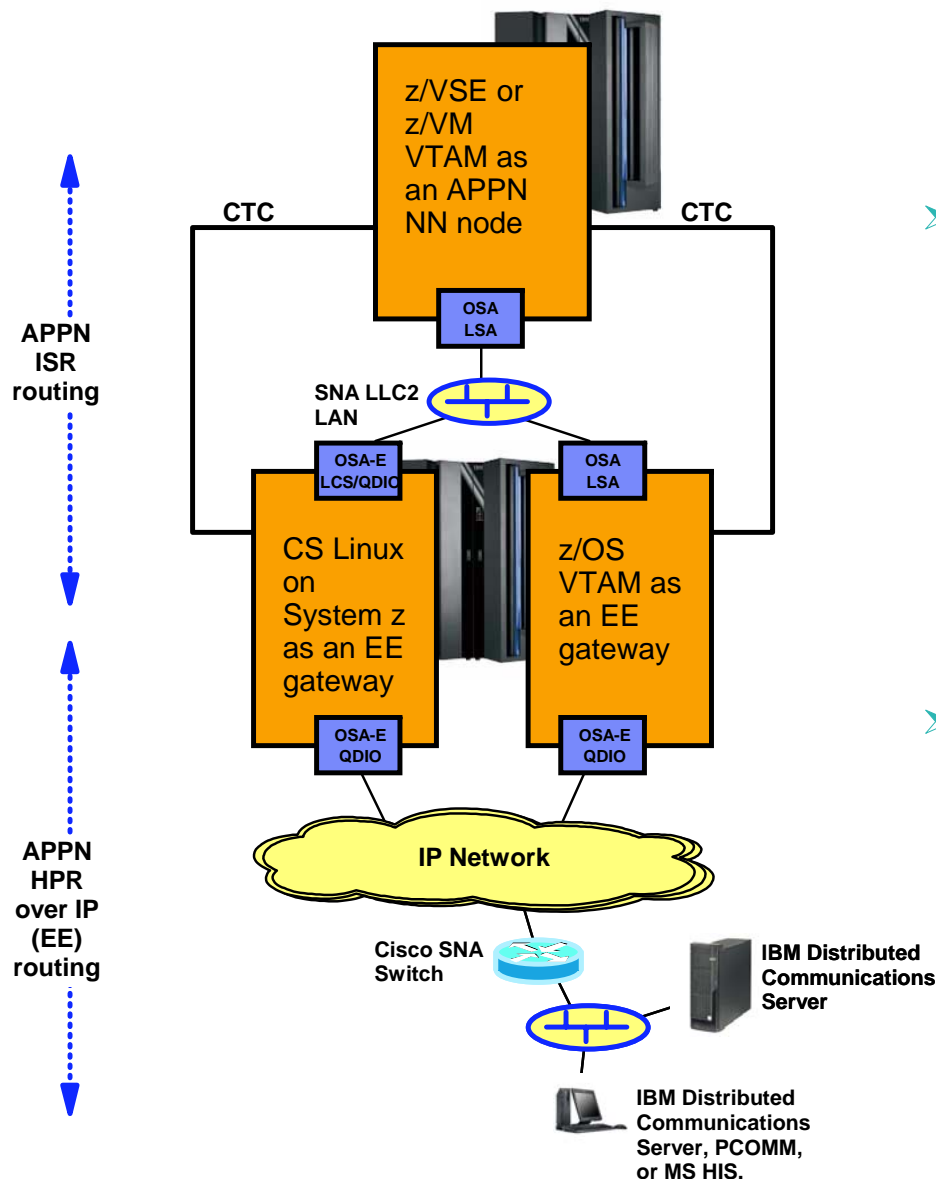 z/VSE or
z/VM
VTAM as
an APPN
NN node
CTC
CTC
OSA
LSA
APPN
ISR
routing
SNA LLC2
LAN
OSA-E
LCS/QDIO
OSA
LSA
CS Linux
on
System z
as an EE
gateway
z/OS
VTAM as
an EE
gateway
OSA-E
QDIO
OSA-E
QDIO
APPN
HPR
over IP
(EE)
routing
IP Network
Cisco SNA
Switch
IBM Distributed
Communications
Server
IBM Distributed
Communications
Server, PCOMM,
or MS HIS.